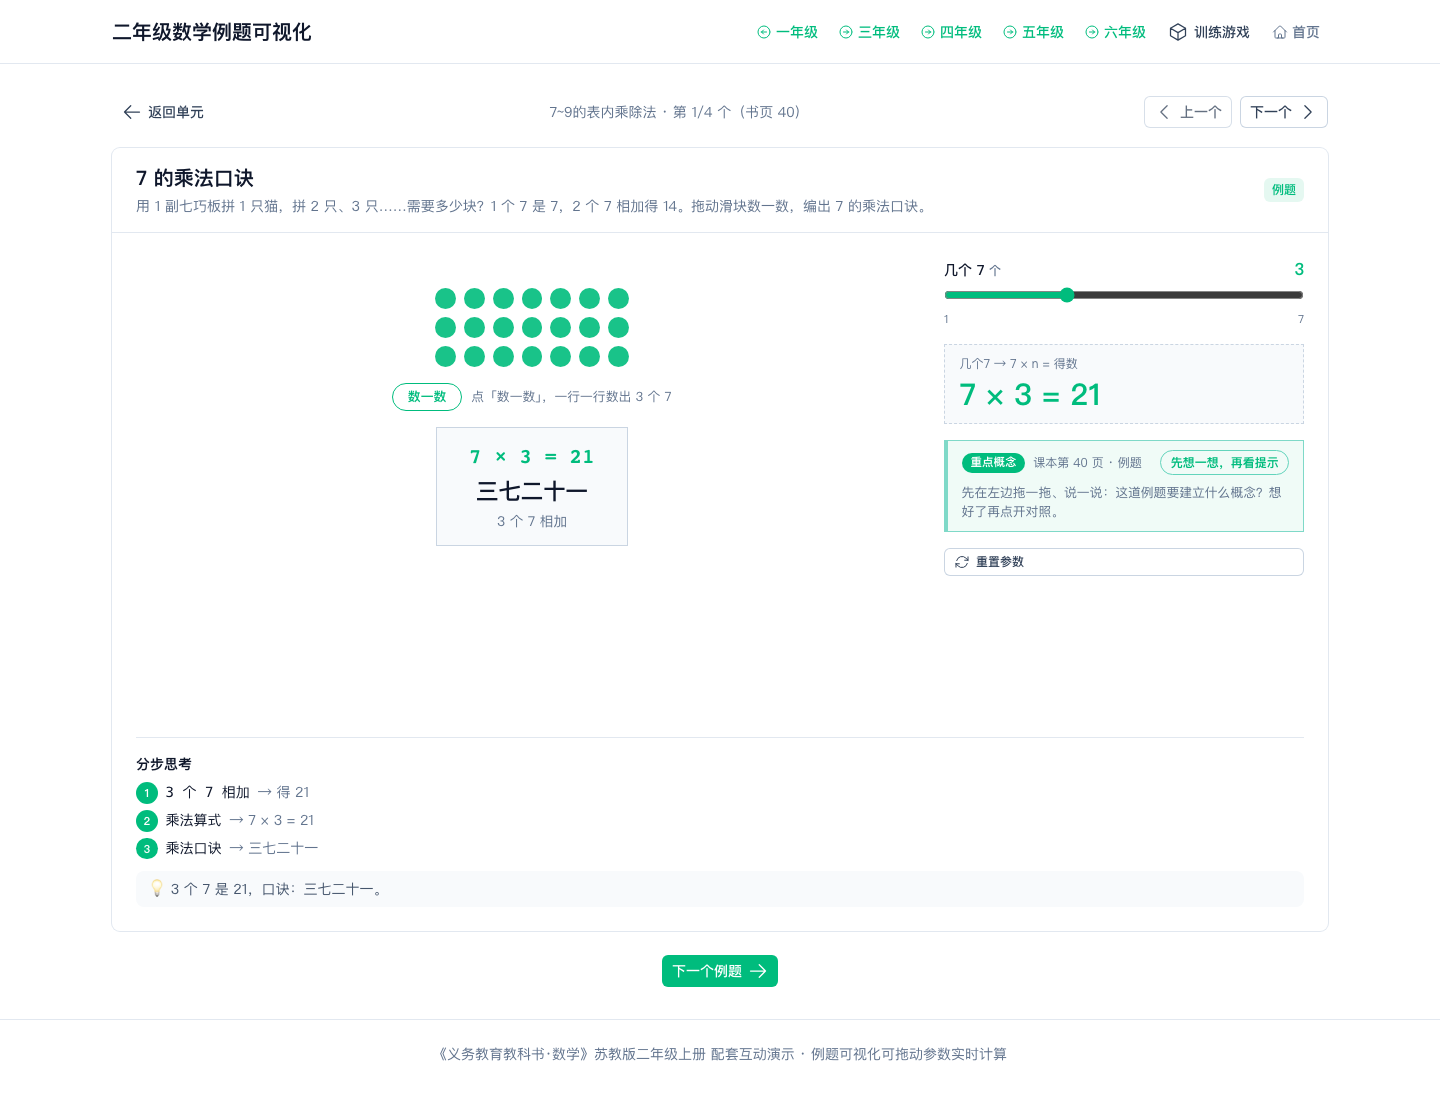 二年级数学例题可视化
一年级 三年级 四年级 五年级 六年级 训练游戏 首页
返回单元
7~9的表内乘除法 · 第 1/4 个（书页 40）
上一个 下一个
7 的乘法口诀
用 1 副七巧板拼 1 只猫，拼 2 只、3 只……需要多少块？1 个 7 是 7，2 个 7 相加得 14。拖动滑块数一数，编出 7 的乘法口诀。
例题
数一数 点「数一数」，一行一行数出 3 个 7
7 × 3 = 21
三七二十一
3 个 7 相加
几个 7 个 3
1 7
几个7 → 7 × n = 得数
7 × 3 = 21
重点概念 课本第 40 页 · 例题 先想一想，再看提示
先在左边拖一拖、说一说：这道例题要建立什么概念？想
好了再点开对照。
重置参数
分步思考
1 3 个 7 相加 → 得 21
2 乘法算式 → 7 × 3 = 21
3 乘法口诀 → 三七二十一
💡 3 个 7 是 21，口诀：三七二十一。
下一个例题 →
《义务教育教科书·数学》苏教版二年级上册 配套互动演示 · 例题可视化可拖动参数实时计算